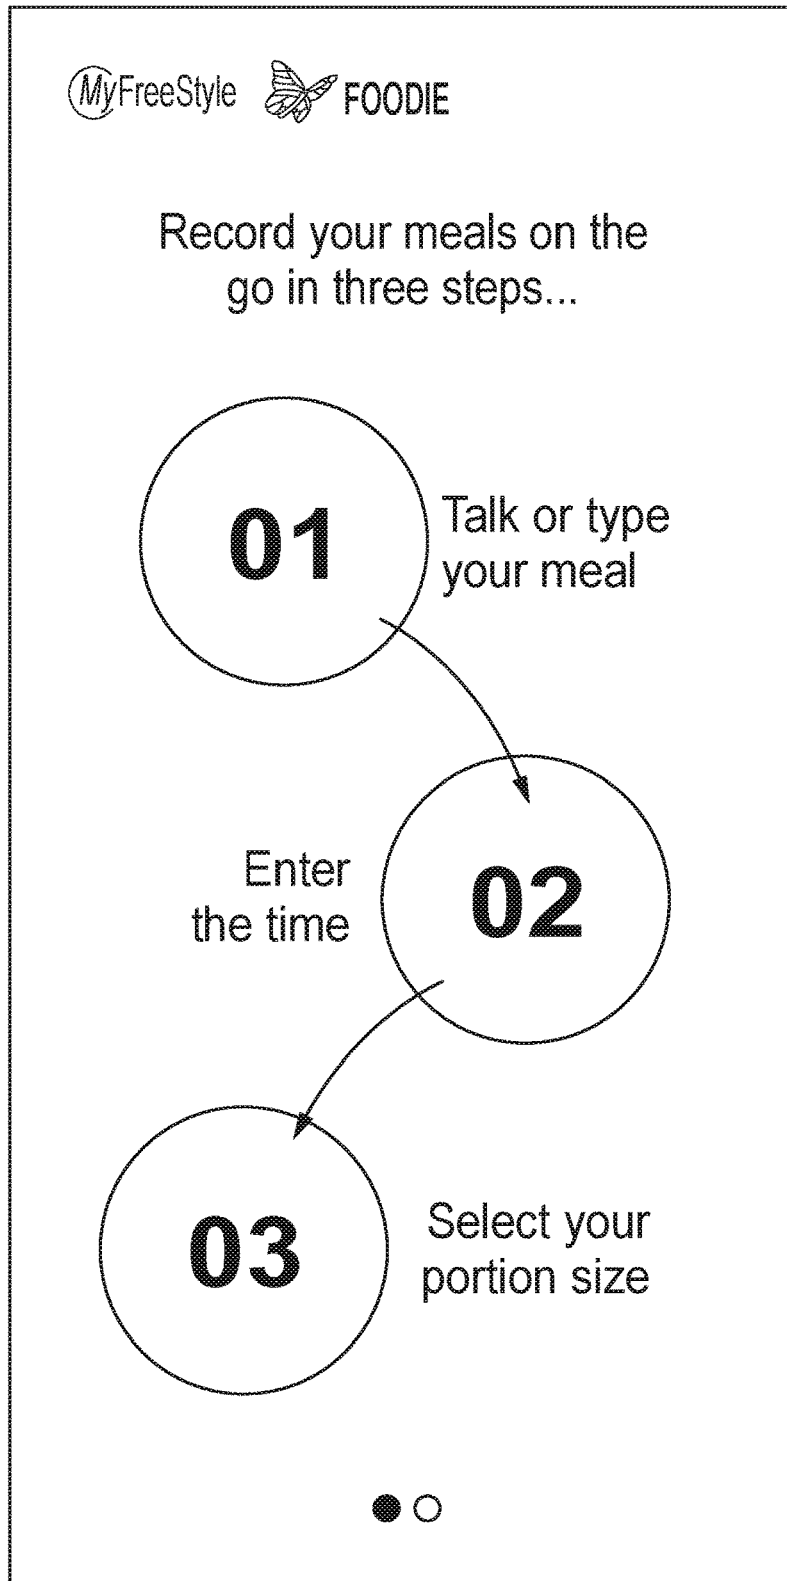 MyFreeStyle FOODIE
Record your meals on the
go in three steps...
01
Talk or type
your meal
Enter
the time
02
03
Select your
portion size